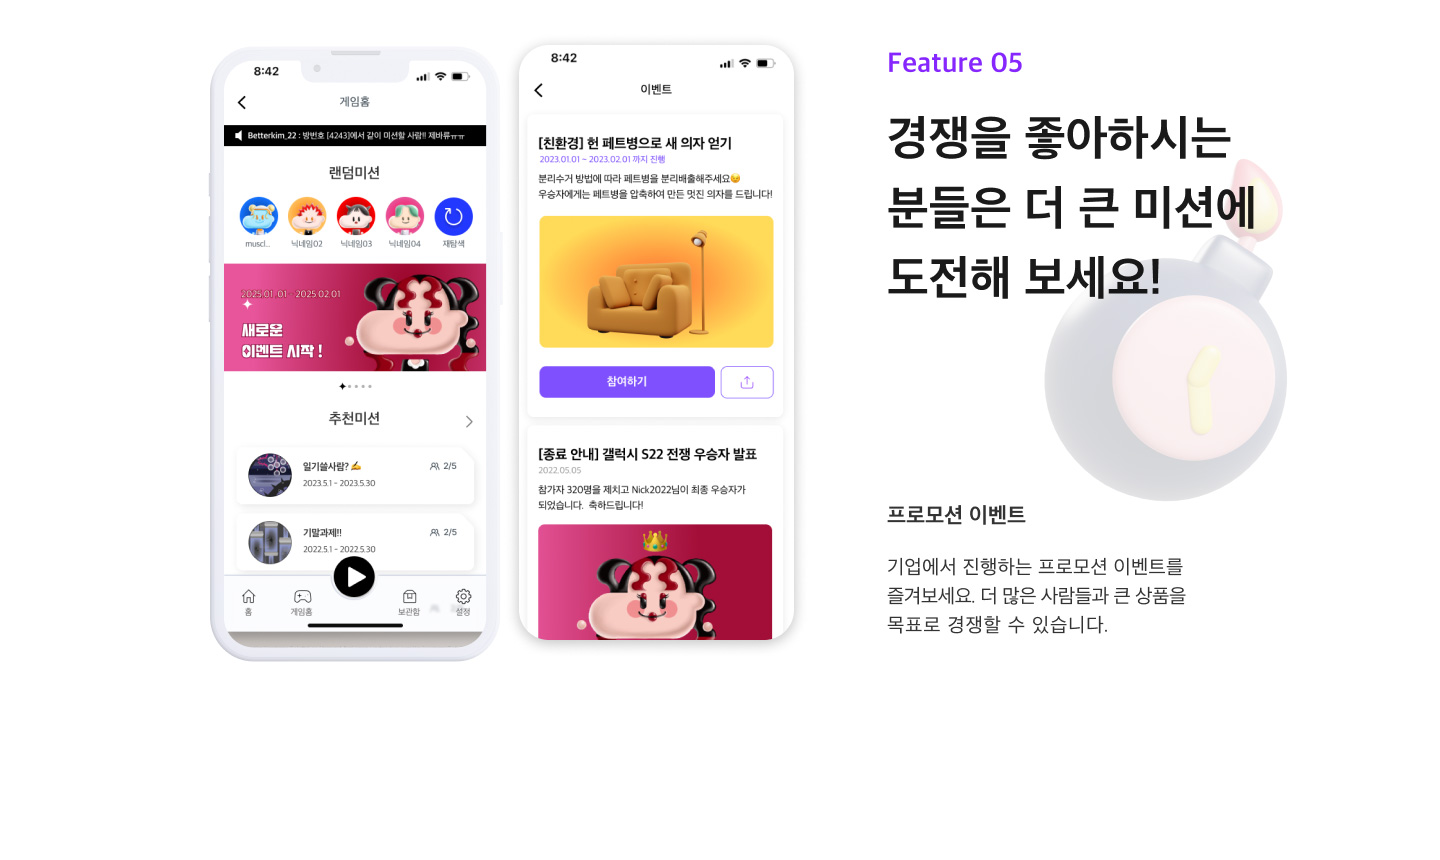 8:42
게임홈
Betterkim_22 : 방번호 [4243]에서 같이 미션할 사람!! 제바류ㅠㅠ
랜덤미션
muscl...
닉네임02
닉네임03
닉네임04
재탐색
2025.01.01 - 2025.02.01
새로운
이멘트 시작 !
추천미션
일기쓸사람? ✍️
2/5
2023.5.1 - 2023.5.30
기말과제!!
2/5
2022.5.1 - 2022.5.30
홈
게임홈
보관함
설정
8:42
이벤트
[친환경] 헌 페트병으로 새 의자 얻기
2023.01.01 ~ 2023.02.01 까지 진행
분리수거 방법에 따라 페트병을 분리배출해주세요😉
우승자에게는 페트병을 압축하여 만든 멋진 의자를 드립니다!
참여하기
[종료 안내] 갤럭시 S22 전쟁 우승자 발표
2022.05.05
참가자 320명을 제치고 Nick2022님이 최종 우승자가
되었습니다. 축하드립니다!
Feature 05
경쟁을 좋아하시는
분들은 더 큰 미션에
도전해 보세요!
프로모션 이벤트
기업에서 진행하는 프로모션 이벤트를
즐겨보세요. 더 많은 사람들과 큰 상품을
목표로 경쟁할 수 있습니다.